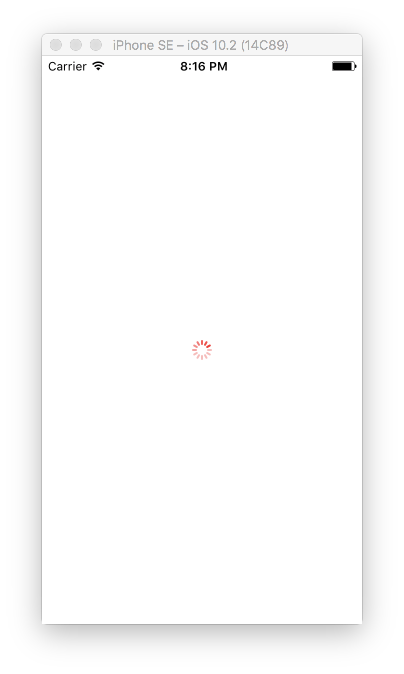 iPhone SE – iOS 10.2 (14C89)
Carrier 8:16 PM